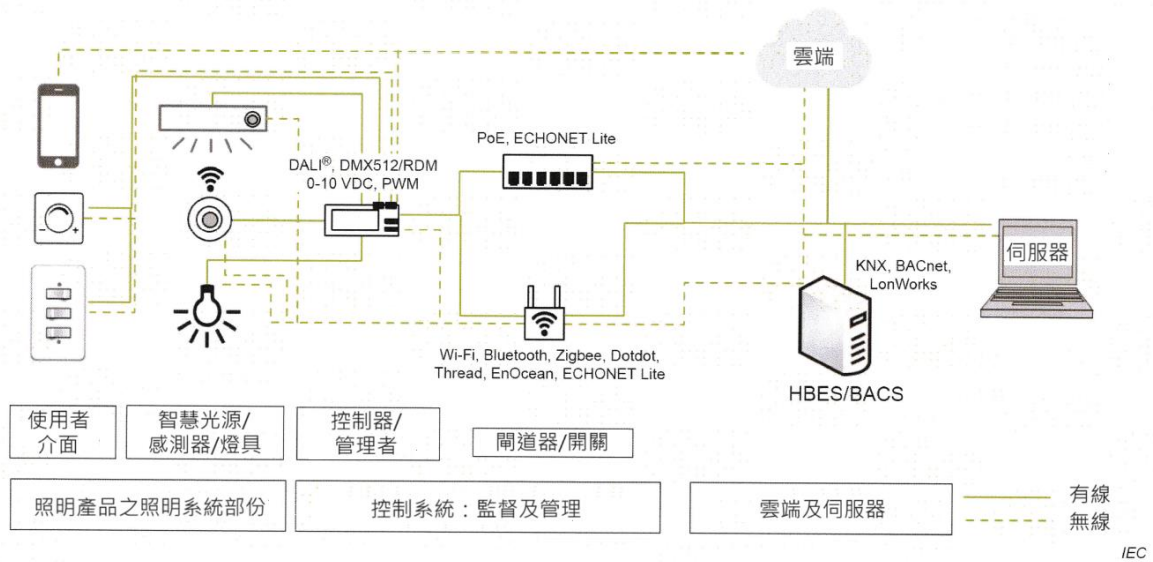 雲端
PoE, ECHONET Lite
DALI®, DMX512/RDM
0-10 VDC, PWM
- +
伺服器
KNX, BACnet,
LonWorks
Wi-Fi, Bluetooth, Zigbee, Dotdot,
Thread, EnOcean, ECHONET Lite
HBES/BACS
使用者
介面
智慧光源/
感測器/燈具
控制器/
管理者
閘道器/開關
照明產品之照明系統部份
控制系統：監督及管理
雲端及伺服器
有線
無線
IEC